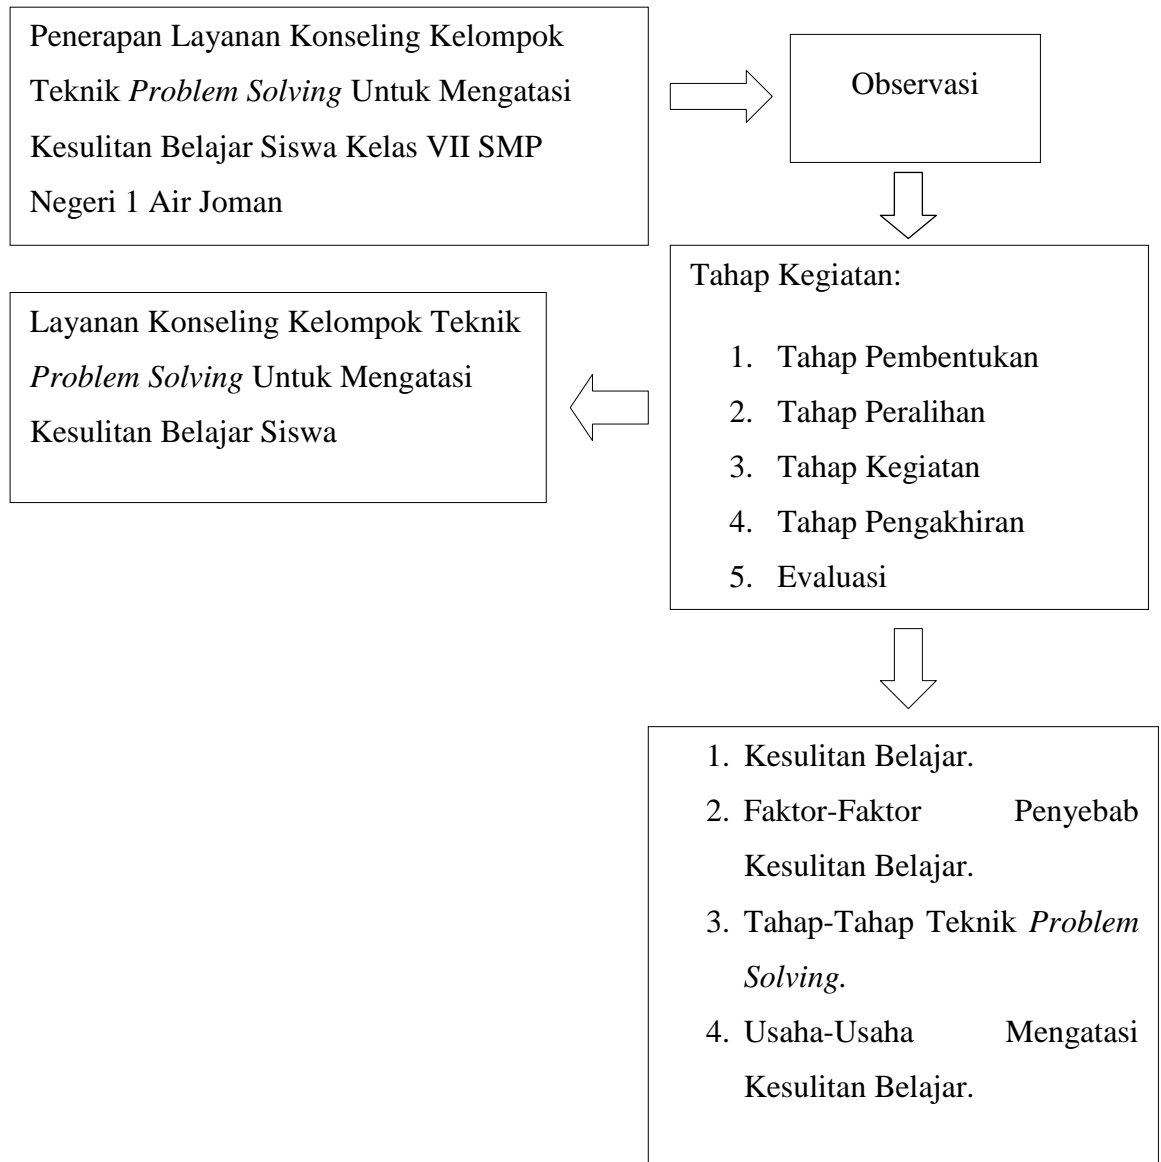 Penerapan Layanan Konseling Kelompok
Teknik Problem Solving Untuk Mengatasi
Kesulitan Belajar Siswa Kelas VII SMP
Negeri 1 Air Joman
Observasi
Tahap Kegiatan:
1. Tahap Pembentukan
2. Tahap Peralihan
3. Tahap Kegiatan
4. Tahap Pengakhiran
5. Evaluasi
Layanan Konseling Kelompok Teknik
Problem Solving Untuk Mengatasi
Kesulitan Belajar Siswa
1. Kesulitan Belajar.
2. Faktor-Faktor Penyebab
Kesulitan Belajar.
3. Tahap-Tahap Teknik Problem
Solving.
4. Usaha-Usaha Mengatasi
Kesulitan Belajar.